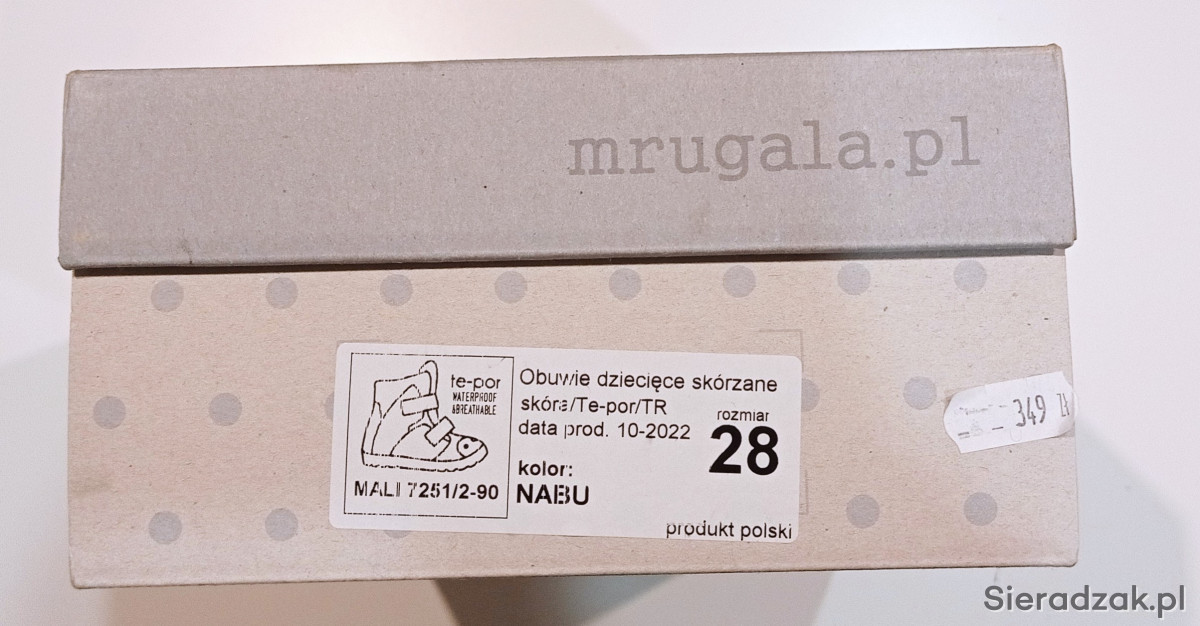 mrugala.pl
te-por
WATERPROOF
&BREATHABLE
MALI 7251/2-90
Obuwie dziecięce skórzane
skóra/Te-por/TR
data prod. 10-2022
rozmiar
28
kolor:
NABU
produkt polski
349 zł
Sieradzak.pl